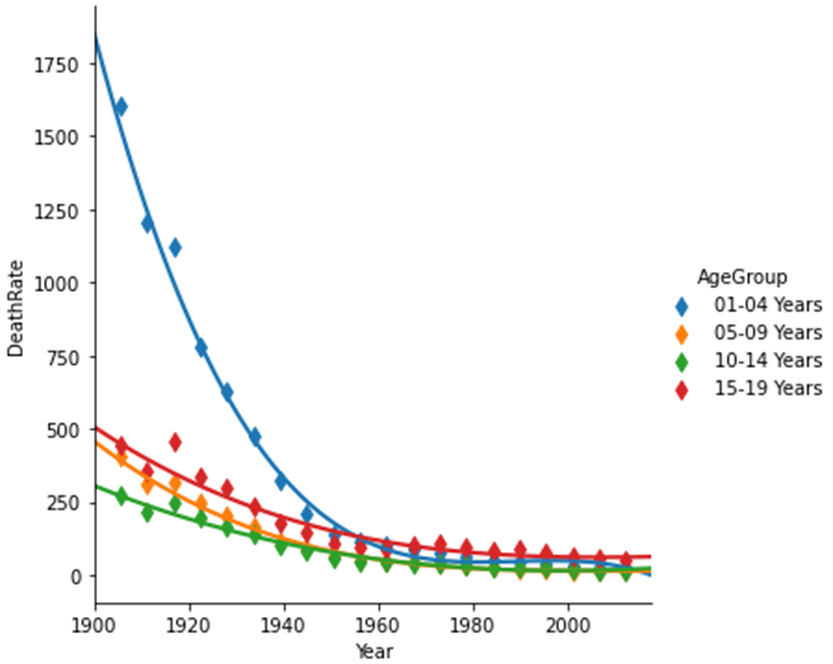 DeathRate
1750
1500
1250
1000
750
500
250
0
1900
1920
1940
1960
1980
2000
Year
AgeGroup
01-04 Years
05-09 Years
10-14 Years
15-19 Years